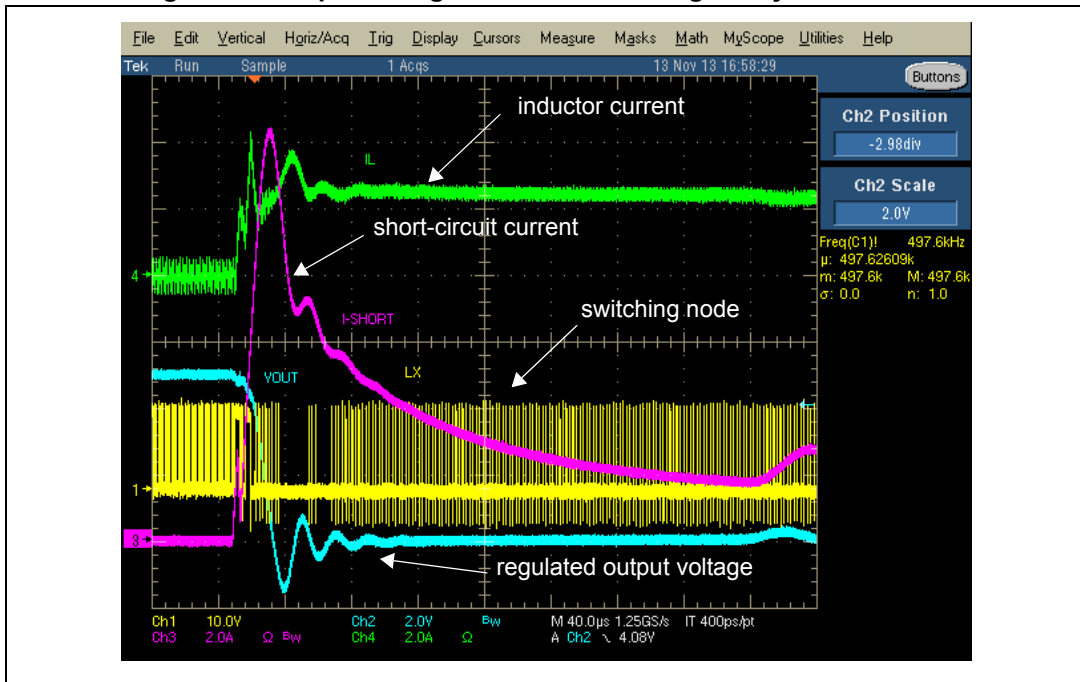 File Edit Vertical Horiz/Acq Trig Display Cursors Measure Masks Math MyScope Utilities Help
Tek Run Sample 1 Acqs 13 Nov 13 16:58:29
Buttons
Ch2 Position
-2.98div
Ch2 Scale
2.0V
Freq(C1)! 497.6kHz
µ: 497.62609k
m: 497.6k M: 497.6k
σ: 0.0 n: 1.0
inductor current
IL
short-circuit current
4
I-SHORT
switching node
VOUT
LX
1
3
regulated output voltage
Ch1 10.0V Ch2 2.0V Bw M 40.0µs 1.25GS/s IT 400ps/pt
Ch3 2.0A Ω Bw Ch4 2.0A Ω A Ch2 \ 4.08V